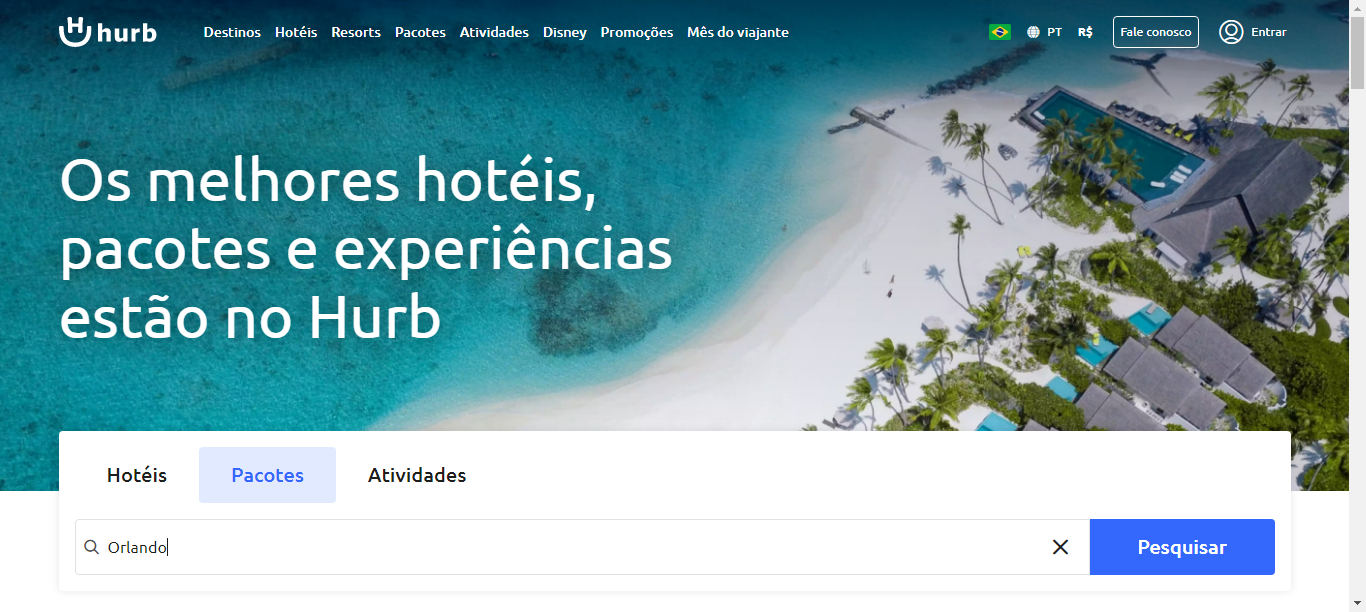 hurb
Destinos Hotéis Resorts Pacotes Atividades Disney Promoções Mês do viajante
PT R$ Fale conosco Entrar
Os melhores hotéis,
pacotes e experiências
estão no Hurb
Hotéis Pacotes Atividades
Orlando
Pesquisar